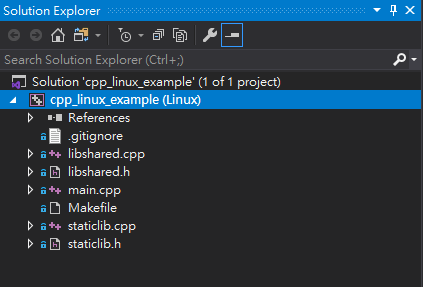 Solution Explorer
Search Solution Explorer (Ctrl+;)
Solution 'cpp_linux_example' (1 of 1 project)
cpp_linux_example (Linux)
References
.gitignore
libshared.cpp
libshared.h
main.cpp
Makefile
staticlib.cpp
staticlib.h